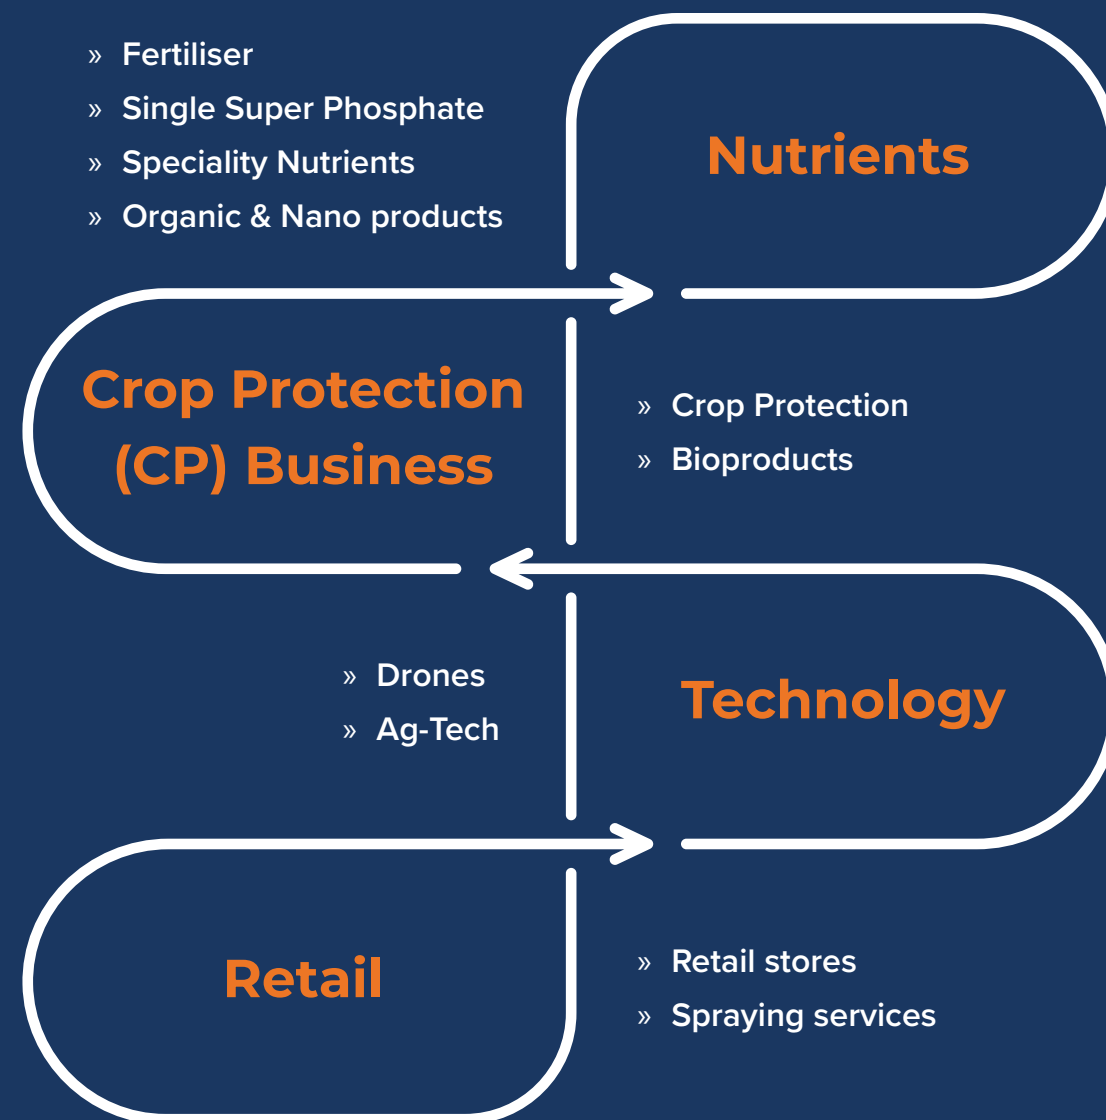 » Fertiliser
» Single Super Phosphate
» Speciality Nutrients
» Organic & Nano products
Nutrients
Crop Protection
(CP) Business
» Crop Protection
» Bioproducts
» Drones
» Ag-Tech
Technology
Retail
» Retail stores
» Spraying services